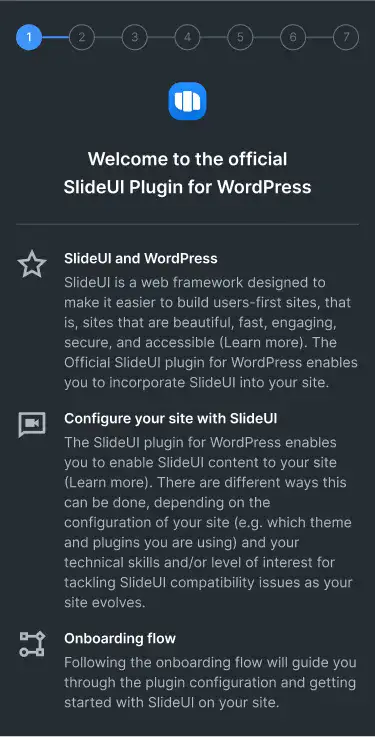 1 2 3 4 5 6 7
Welcome to the official
SlideUI Plugin for WordPress
SlideUI and WordPress
SlideUI is a web framework designed to
make it easier to build users-first sites, that
is, sites that are beautiful, fast, engaging,
secure, and accessible (Learn more). The
Official SlideUI plugin for WordPress enables
you to incorporate SlideUI into your site.
Configure your site with SlideUI
The SlideUI plugin for WordPress enables
you to enable SlideUI content to your site
(Learn more). There are different ways this
can be done, depending on the
configuration of your site (e.g. which theme
and plugins you are using) and your
technical skills and/or level of interest for
tackling SlideUI compatibility issues as your
site evolves.
Onboarding flow
Following the onboarding flow will guide you
through the plugin configuration and getting
started with SlideUI on your site.